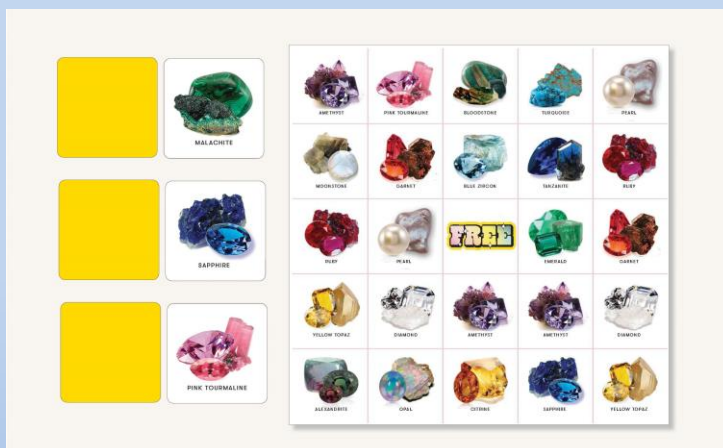 MALACHITE
SAPPHIRE
PINK TOURMALINE
AMETHYST
PINK TOURMALINE
BLOODSTONE
TURQUOISE
PEARL
MOONSTONE
GARNET
BLUE ZIRCON
TANZANITE
RUBY
RUBY
PEARL
FREE
EMERALD
GARNET
YELLOW TOPAZ
DIAMOND
AMETHYST
AMETHYST
DIAMOND
ALEXANDRITE
OPAL
CITRINE
SAPPHIRE
YELLOW TOPAZ